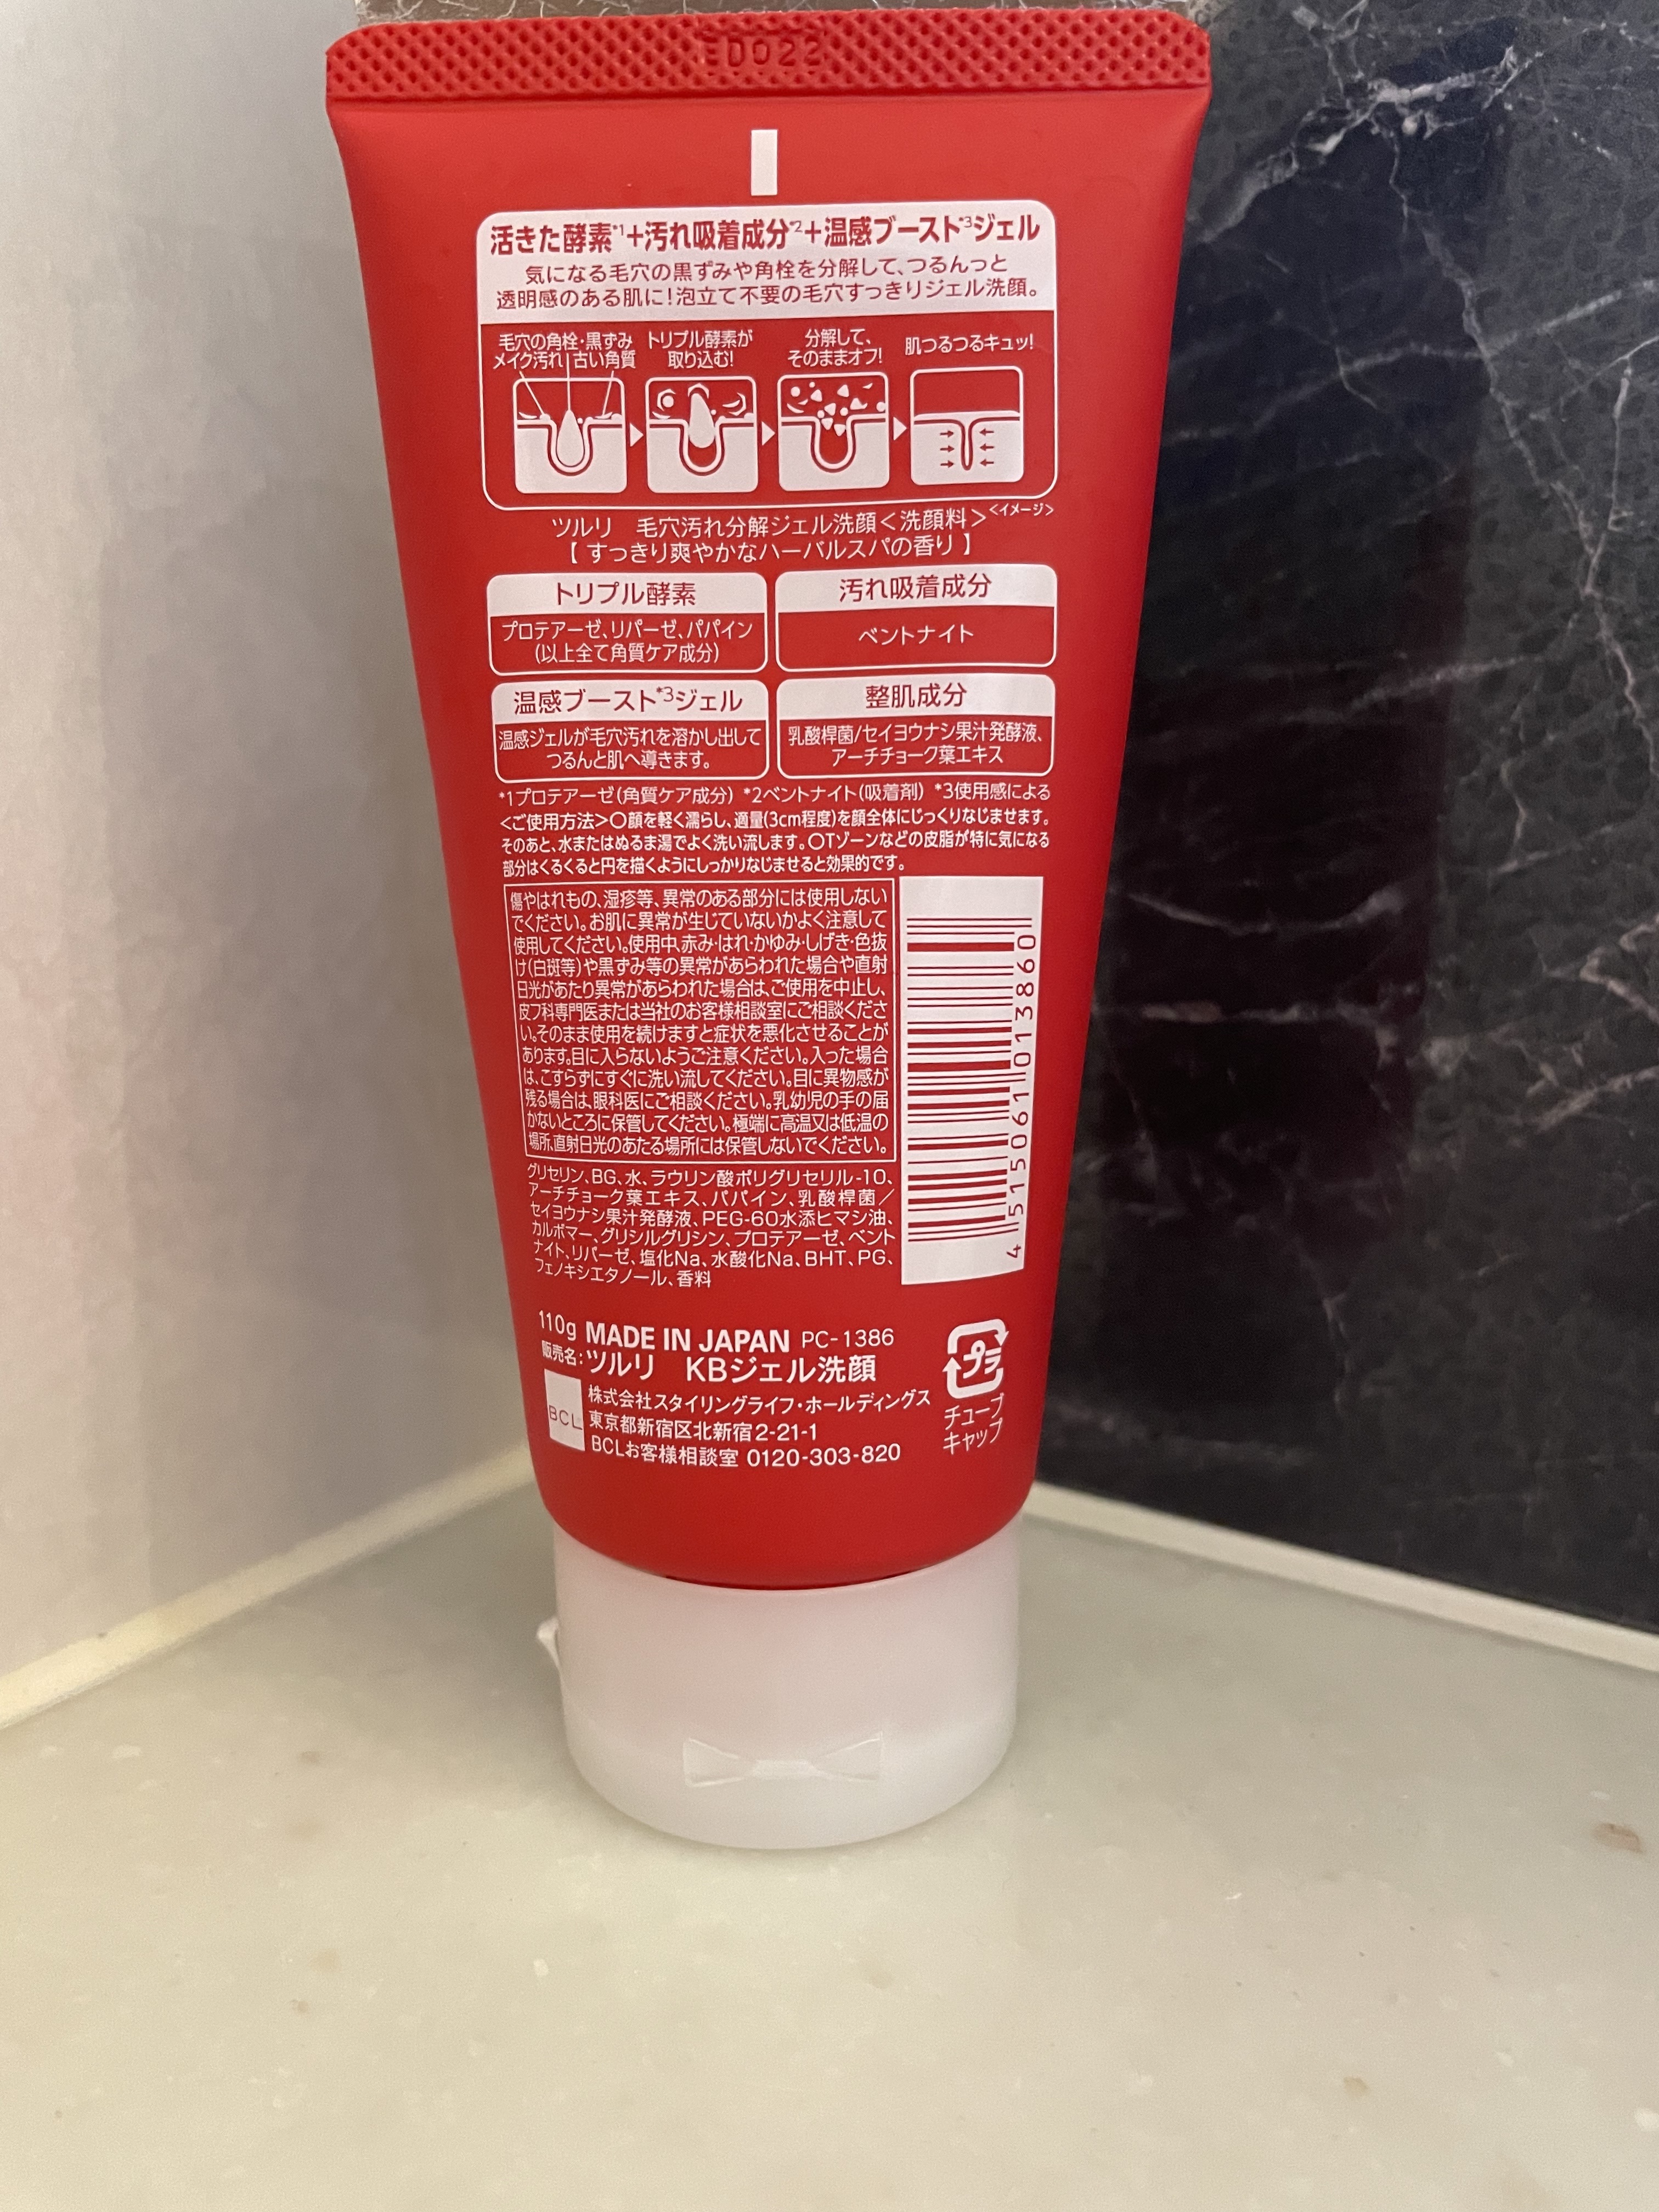 D022
活きた酵素*1+汚れ吸着成分*2+温感ブースト*3ジェル
気になる毛穴の黒ずみや角栓を分解して、つるんっと
透明感のある肌に!泡立て不要の毛穴すっきりジェル洗顔。
毛穴の角栓・黒ずみ
メイク汚れ 古い角質
トリプル酵素が
取り込む!
分解して、
そのままオフ!
肌つるつるキュッ!
<イメージ>
ツルリ 毛穴汚れ分解ジェル洗顔<洗顔料>
【 すっきり爽やかなハーバルスパの香り 】
トリプル酵素
プロテアーゼ、リパーゼ、パパイン
(以上全て角質ケア成分)
汚れ吸着成分
ベントナイト
温感ブースト*3ジェル
温感ジェルが毛穴汚れを溶かし出して
つるんと肌へ導きます。
整肌成分
乳酸桿菌/セイヨウナシ果汁発酵液、
アーチチョーク葉エキス
*1プロテアーゼ(角質ケア成分) *2ベントナイト(吸着剤) *3使用感による
<ご使用方法>○顔を軽く濡らし、適量(3cm程度)を顔全体にじっくりなじませます。
そのあと、水またはぬるま湯でよく洗い流します。○Tゾーンなどの皮脂が特に気になる
部分はくるくると円を描くようにしっかりなじませると効果的です。
傷やはれもの、湿疹等、異常のある部分には使用しない
でください。お肌に異常が生じていないかよく注意して
使用してください。使用中、赤み・はれ・かゆみ・しげき・色抜
け(白斑等)や黒ずみ等の異常があらわれた場合や直射
日光があたり異常があらわれた場合は、ご使用を中止し、
皮フ科専門医または当社のお客様相談室にご相談くださ
い。そのまま使用を続けますと症状を悪化させることが
あります。目に入らないようご注意ください。入った場合
は、こすらずにすぐに洗い流してください。目に異物感が
残る場合は、眼科医にご相談ください。乳幼児の手の届
かないところに保管してください。極端に高温又は低温の
場所、直射日光のあたる場所には保管しないでください。
4 515061 013860
グリセリン、BG、水、ラウリン酸ポリグリセリル-10、
アーチチョーク葉エキス、パパイン、乳酸桿菌/
セイヨウナシ果汁発酵液、PEG-60水添ヒマシ油、
カルボマー、グリシルグリシン、プロテアーゼ、ベント
ナイト、リパーゼ、塩化Na、水酸化Na、BHT、PG、
フェノキシエタノール、香料
110g MADE IN JAPAN PC-1386
販売名:ツルリ KBジェル洗顔
BCL
株式会社スタイリングライフ・ホールディングス
東京都新宿区北新宿2-21-1
BCLお客様相談室 0120-303-820
プラ
チューブ
キャップ